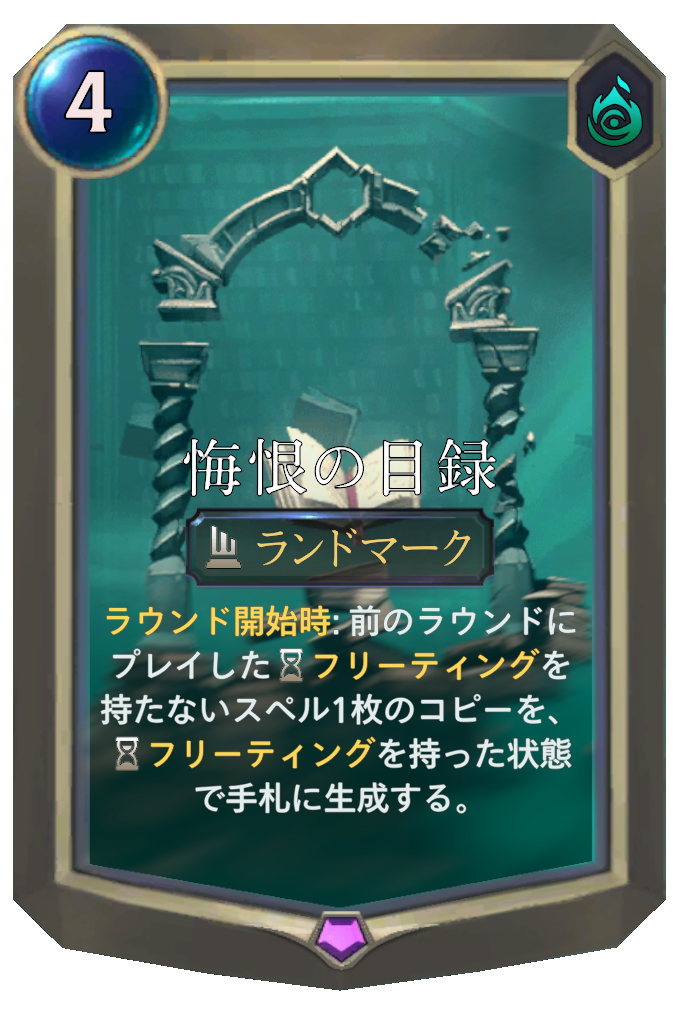 4
悔恨の目録
ランドマーク
ラウンド開始時: 前のラウンドに
プレイしたフリーティングを
持たないスペル1枚のコピーを、
フリーティングを持った状態
で手札に生成する。